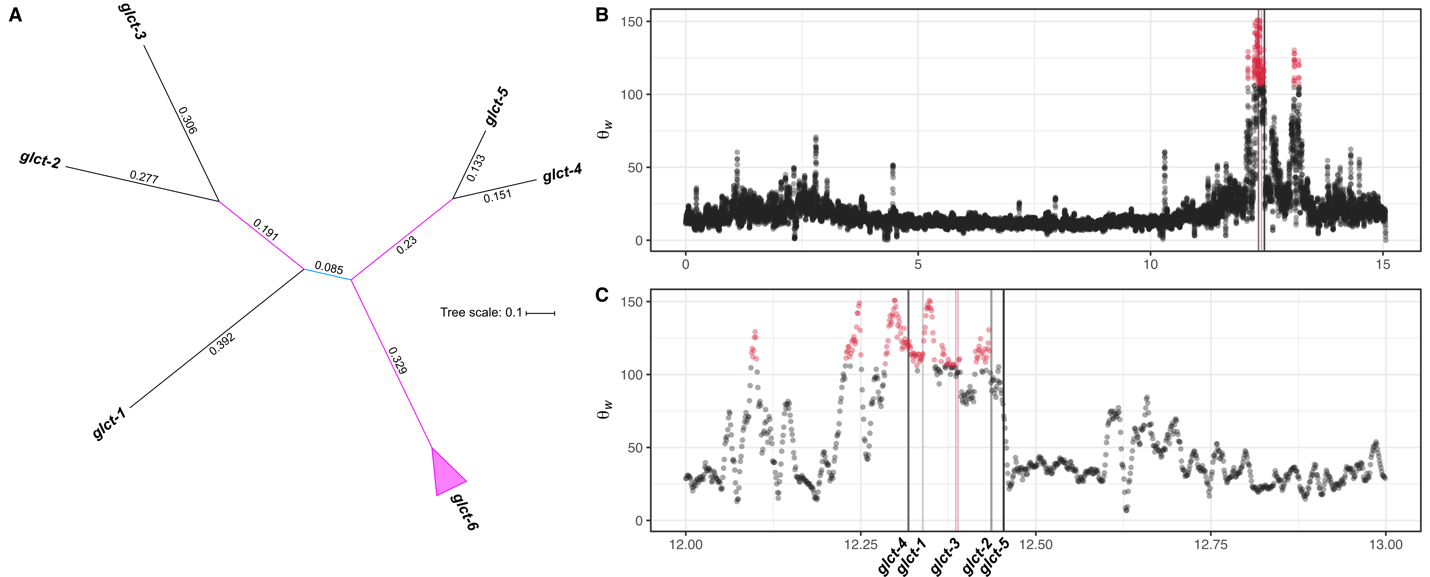 A
glct-3
0.306
glct-2
0.277
0.191
0.085
0.392
glct-1
glct-5
0.133
glct-4
0.151
0.23
Tree scale: 0.1
0.329
glct-6
B
150
100
50
0
θw
0 5 10 15
C
150
100
50
0
θw
12.00 12.25 12.50 12.75 13.00
glct-4 glct-1 glct-3 glct-2 glct-5